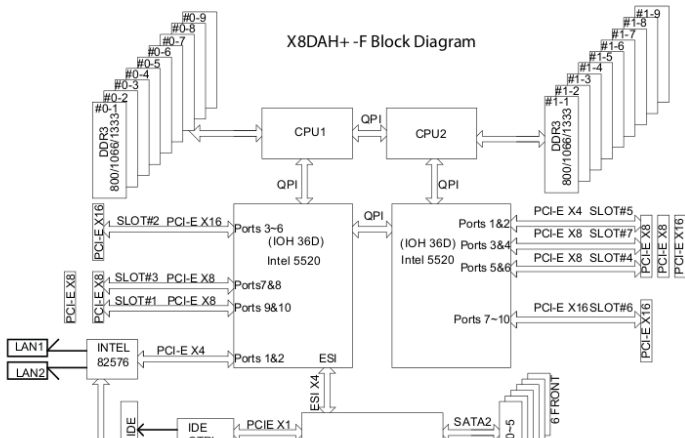 X8DAH+ -F Block Diagram
#0-9
#0-8
#0-7
#0-6
#0-5
#0-4
#0-3
#0-2
#0-1
DDR3
800/1066/1333
#1-9
#1-8
#1-7
#1-6
#1-5
#1-4
#1-3
#1-2
#1-1
DDR3
800/1066/1333
CPU1
QPI
CPU2
QPI
QPI
PCI-E X16
SLOT#2 PCI-E X16
Ports 3~6
(IOH 36D)
Intel 5520
QPI
(IOH 36D)
Intel 5520
Ports 1&2
PCI-E X4 SLOT#5
Ports 3&4
PCI-E X8 SLOT#7
Ports 5&6
PCI-E X8 SLOT#4
PCI-E X8
PCI-E X8
PCI-E X16
PCI-E X8
PCI-E X8
SLOT#3 PCI-E X8
Ports7&8
SLOT#1 PCI-E X8
Ports 9&10
Ports 7~10
PCI-E X16SLOT#6
PCI-E X16
LAN1
LAN2
INTEL
82576
PCI-E X4
Ports 1&2
ESI
ESI X4
IDE
IDE
PCIE X1
SATA2
6 FRONT